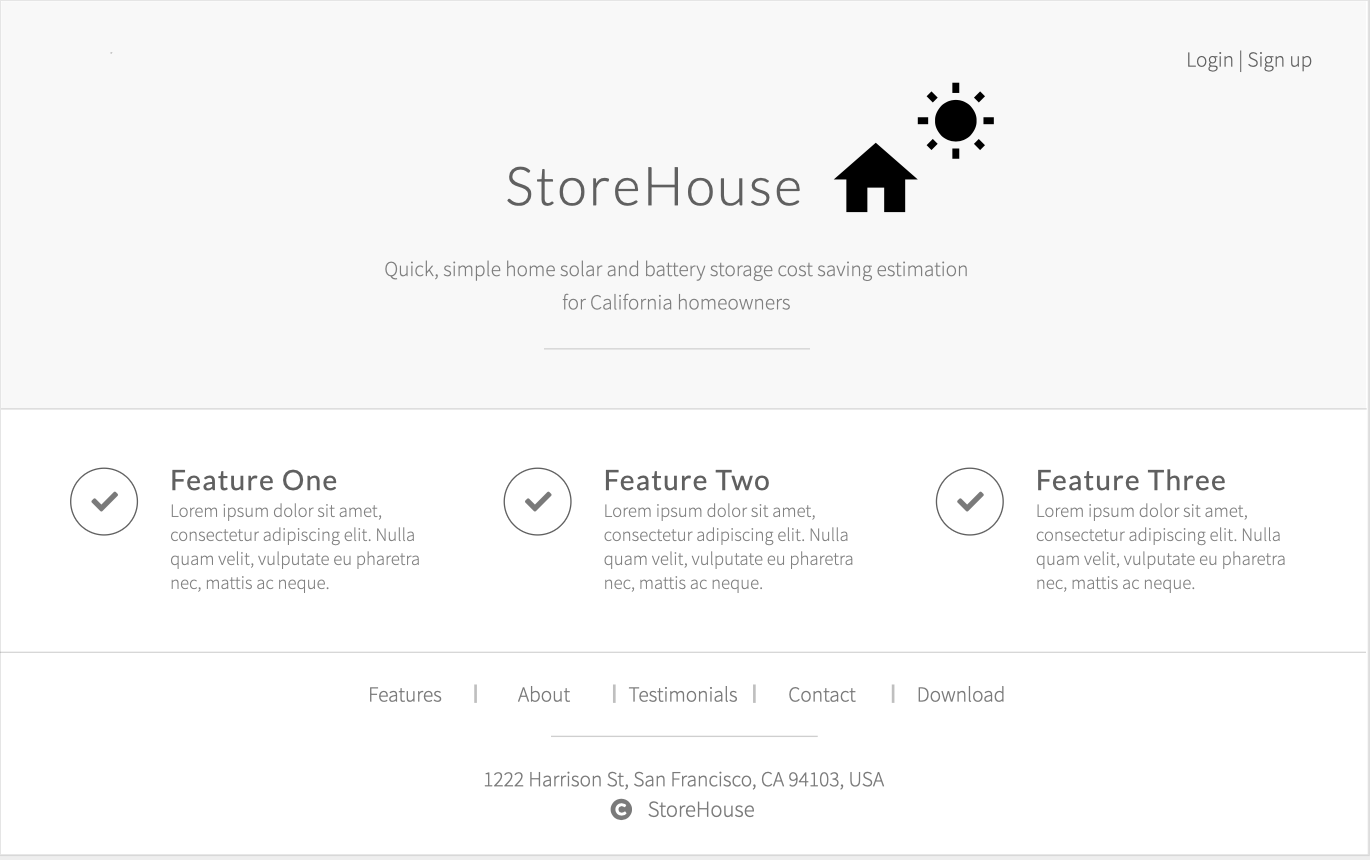 Login | Sign up
StoreHouse
Quick, simple home solar and battery storage cost saving estimation
for California homeowners
Feature One
Lorem ipsum dolor sit amet,
consectetur adipiscing elit. Nulla
quam velit, vulputate eu pharetra
nec, mattis ac neque.
Feature Two
Lorem ipsum dolor sit amet,
consectetur adipiscing elit. Nulla
quam velit, vulputate eu pharetra
nec, mattis ac neque.
Feature Three
Lorem ipsum dolor sit amet,
consectetur adipiscing elit. Nulla
quam velit, vulputate eu pharetra
nec, mattis ac neque.
Features | About | Testimonials | Contact | Download
1222 Harrison St, San Francisco, CA 94103, USA
© StoreHouse